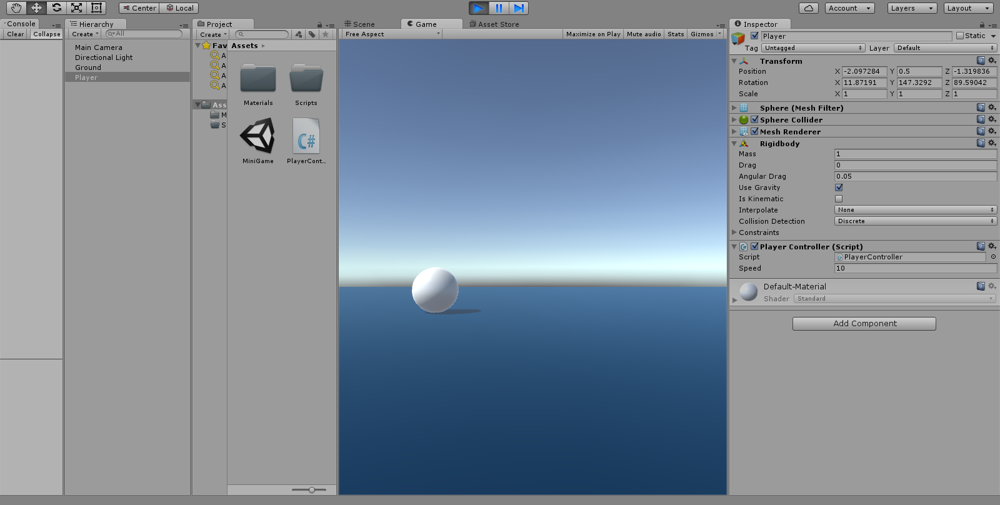 Center Local Account Layers Layout
Console Hierarchy Project Scene Game Asset Store Inspector
Clear Collapse Create All Create Free Aspect Maximize on Play Mute audio Stats Gizmos Player Static
Fav Assets
Tag Untagged Layer Default
Main Camera
Directional Light
Ground
Player
A
A
A
A
Ass
M
S
Materials Scripts
C#
MiniGame PlayerCont...
Transform
Position X -2.097284 Y 0.5 Z -1.319836
Rotation X 11.87191 Y 147.3292 Z 89.59042
Scale X 1 Y 1 Z 1
Sphere (Mesh Filter)
Sphere Collider
Mesh Renderer
Rigidbody
Mass 1
Drag 0
Angular Drag 0.05
Use Gravity
Is Kinematic
Interpolate None
Collision Detection Discrete
Constraints
C# Player Controller (Script)
Script PlayerController
Speed 10
Default-Material
Shader Standard
Add Component